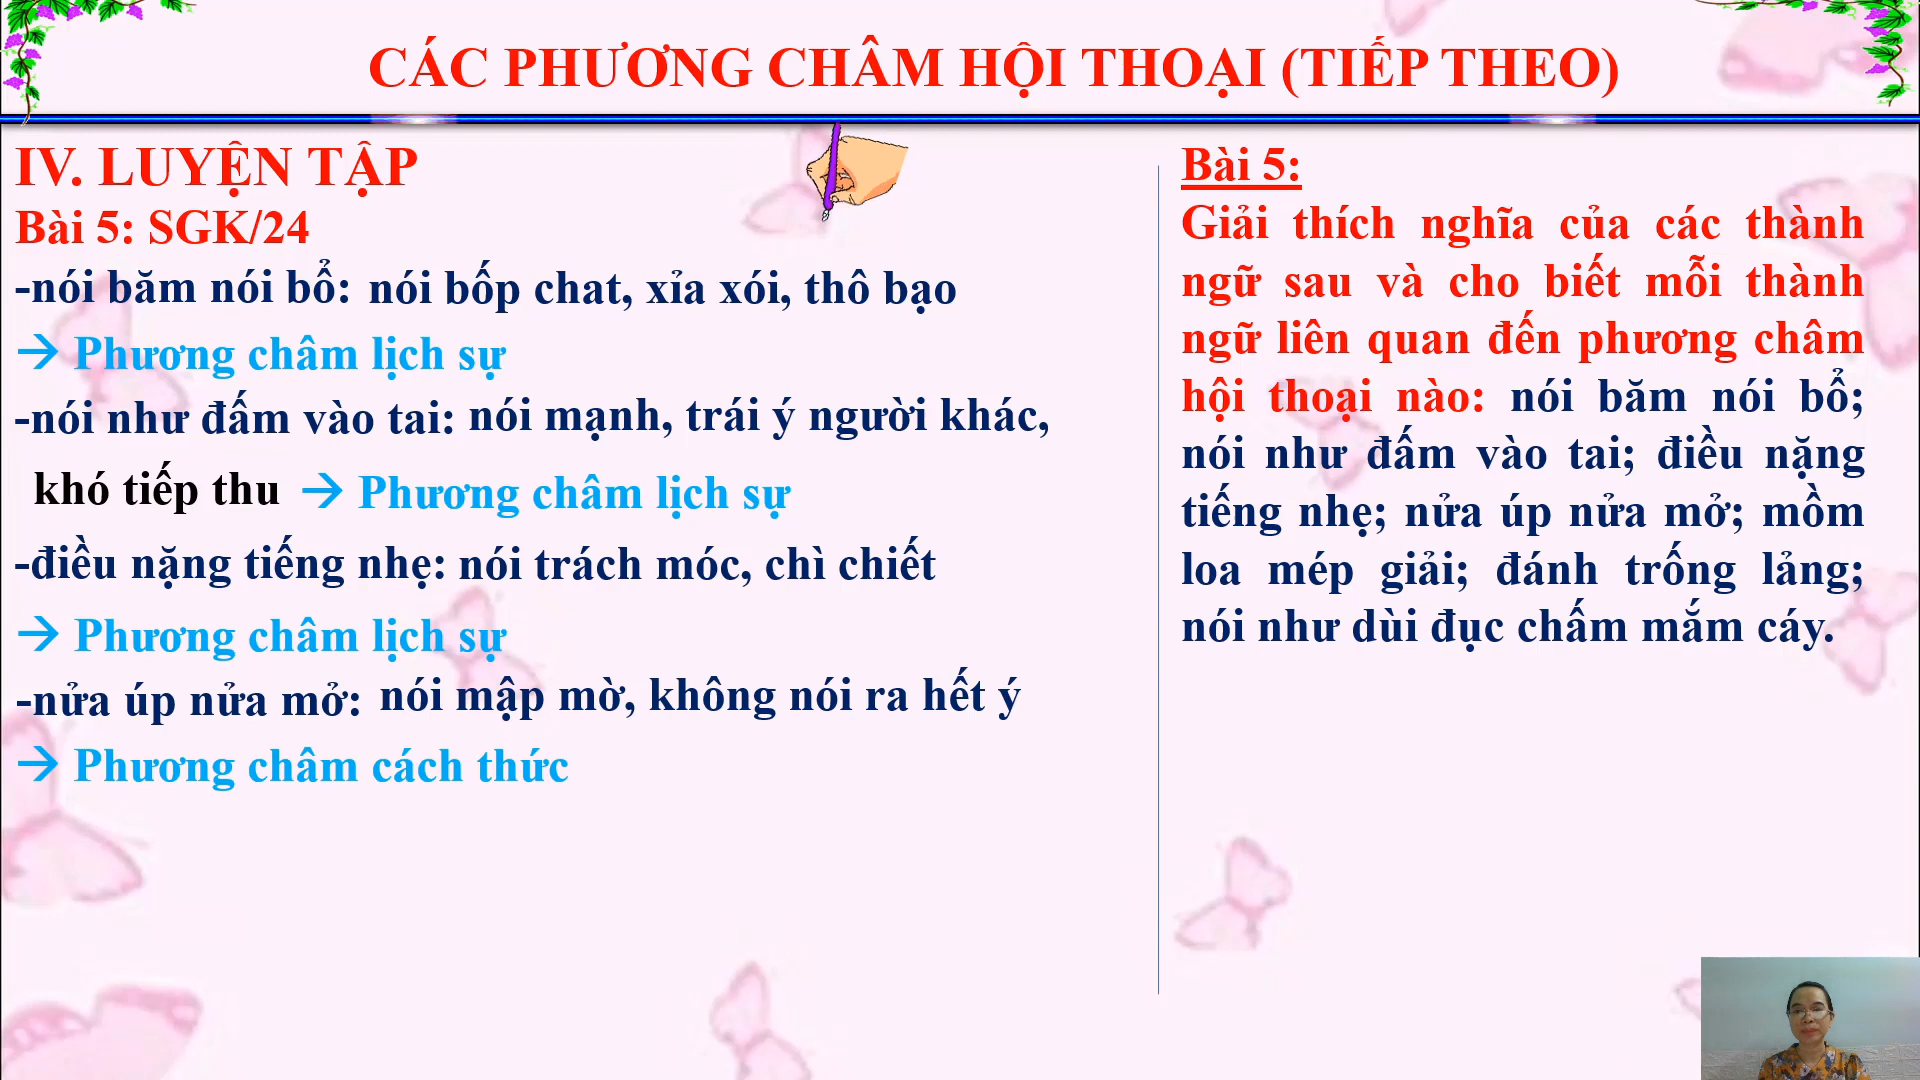 CÁC PHƯƠNG CHÂM HỘI THOẠI (TIẾP THEO)
IV. LUYỆN TẬP
Bài 5: SGK/24
-nói băm nói bổ: nói bốp chat, xỉa xói, thô bạo
→ Phương châm lịch sự
-nói như đấm vào tai: nói mạnh, trái ý người khác,
khó tiếp thu → Phương châm lịch sự
-điều nặng tiếng nhẹ: nói trách móc, chì chiết
→ Phương châm lịch sự
-nửa úp nửa mở: nói mập mờ, không nói ra hết ý
→ Phương châm cách thức
Bài 5:
Giải thích nghĩa của các thành
ngữ sau và cho biết mỗi thành
ngữ liên quan đến phương châm
hội thoại nào: nói băm nói bổ;
nói như đấm vào tai; điều nặng
tiếng nhẹ; nửa úp nửa mở; mồm
loa mép giải; đánh trống lảng;
nói như dùi đục chấm mắm cáy.